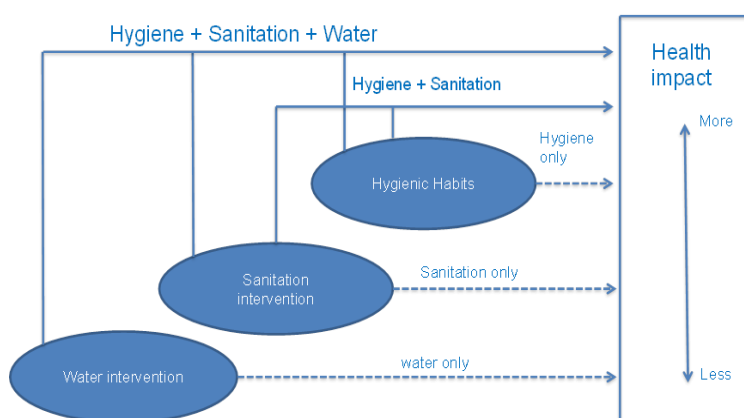 Hygiene + Sanitation + Water
Health
impact
Hygiene + Sanitation
More
Hygiene
only
Hygienic Habits
Sanitation only
Sanitation
intervention
water only
Water intervention
Less